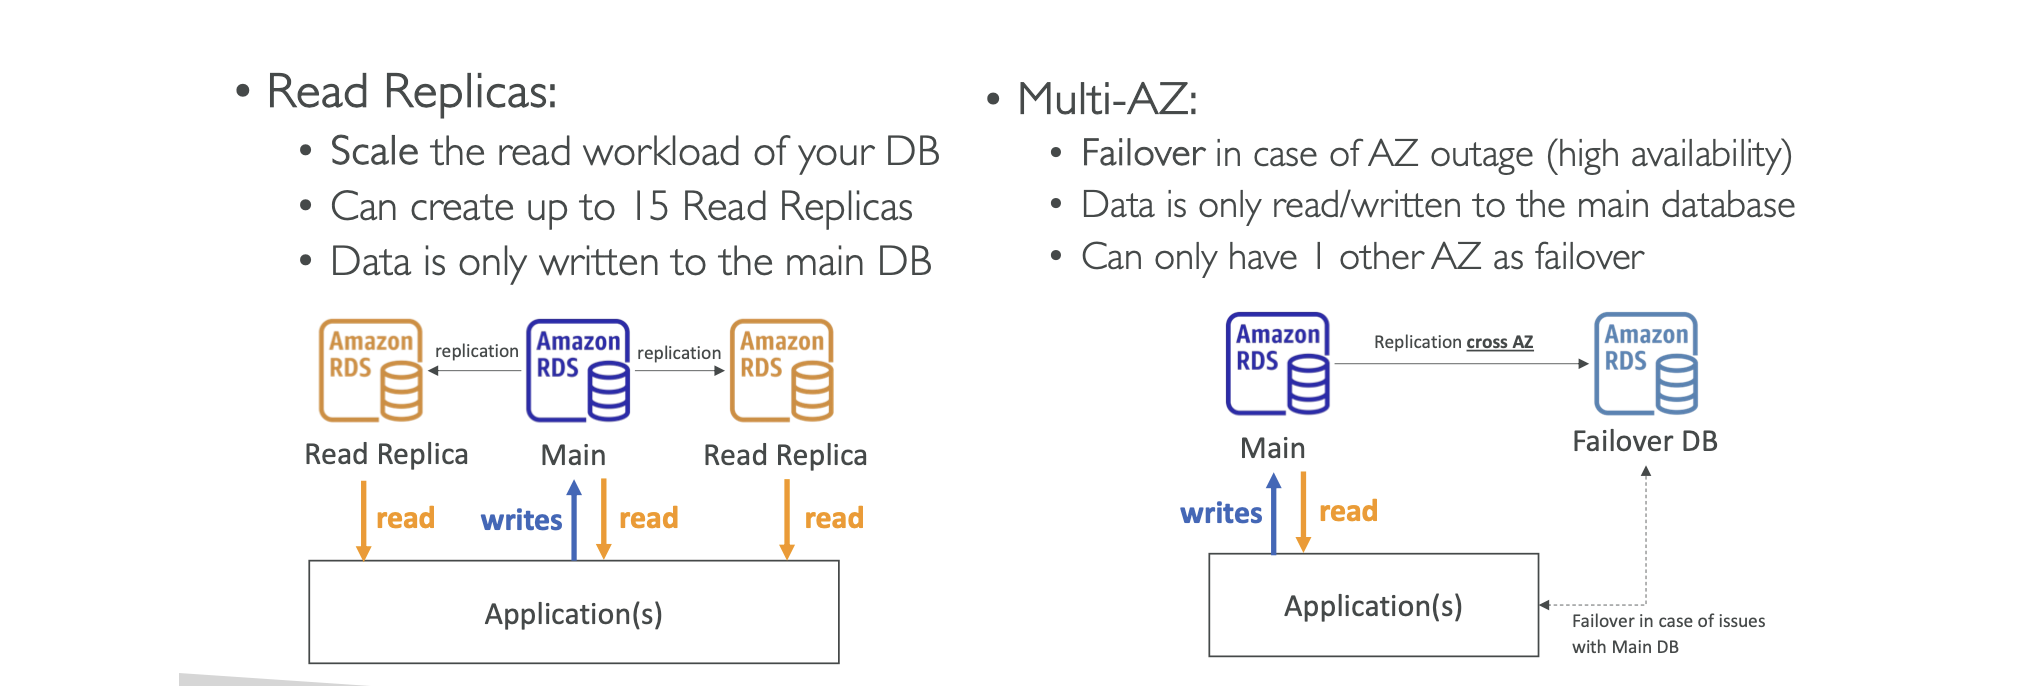 • Read Replicas:
• Scale the read workload of your DB
• Can create up to 15 Read Replicas
• Data is only written to the main DB
Amazon
RDS
replication
Amazon
RDS
replication
Amazon
RDS
Read Replica
Main
Read Replica
read
writes
read
read
Application(s)
• Multi-AZ:
• Failover in case of AZ outage (high availability)
• Data is only read/written to the main database
• Can only have 1 other AZ as failover
Amazon
RDS
Replication cross AZ
Amazon
RDS
Main
Failover DB
writes
read
Application(s)
Failover in case of issues
with Main DB